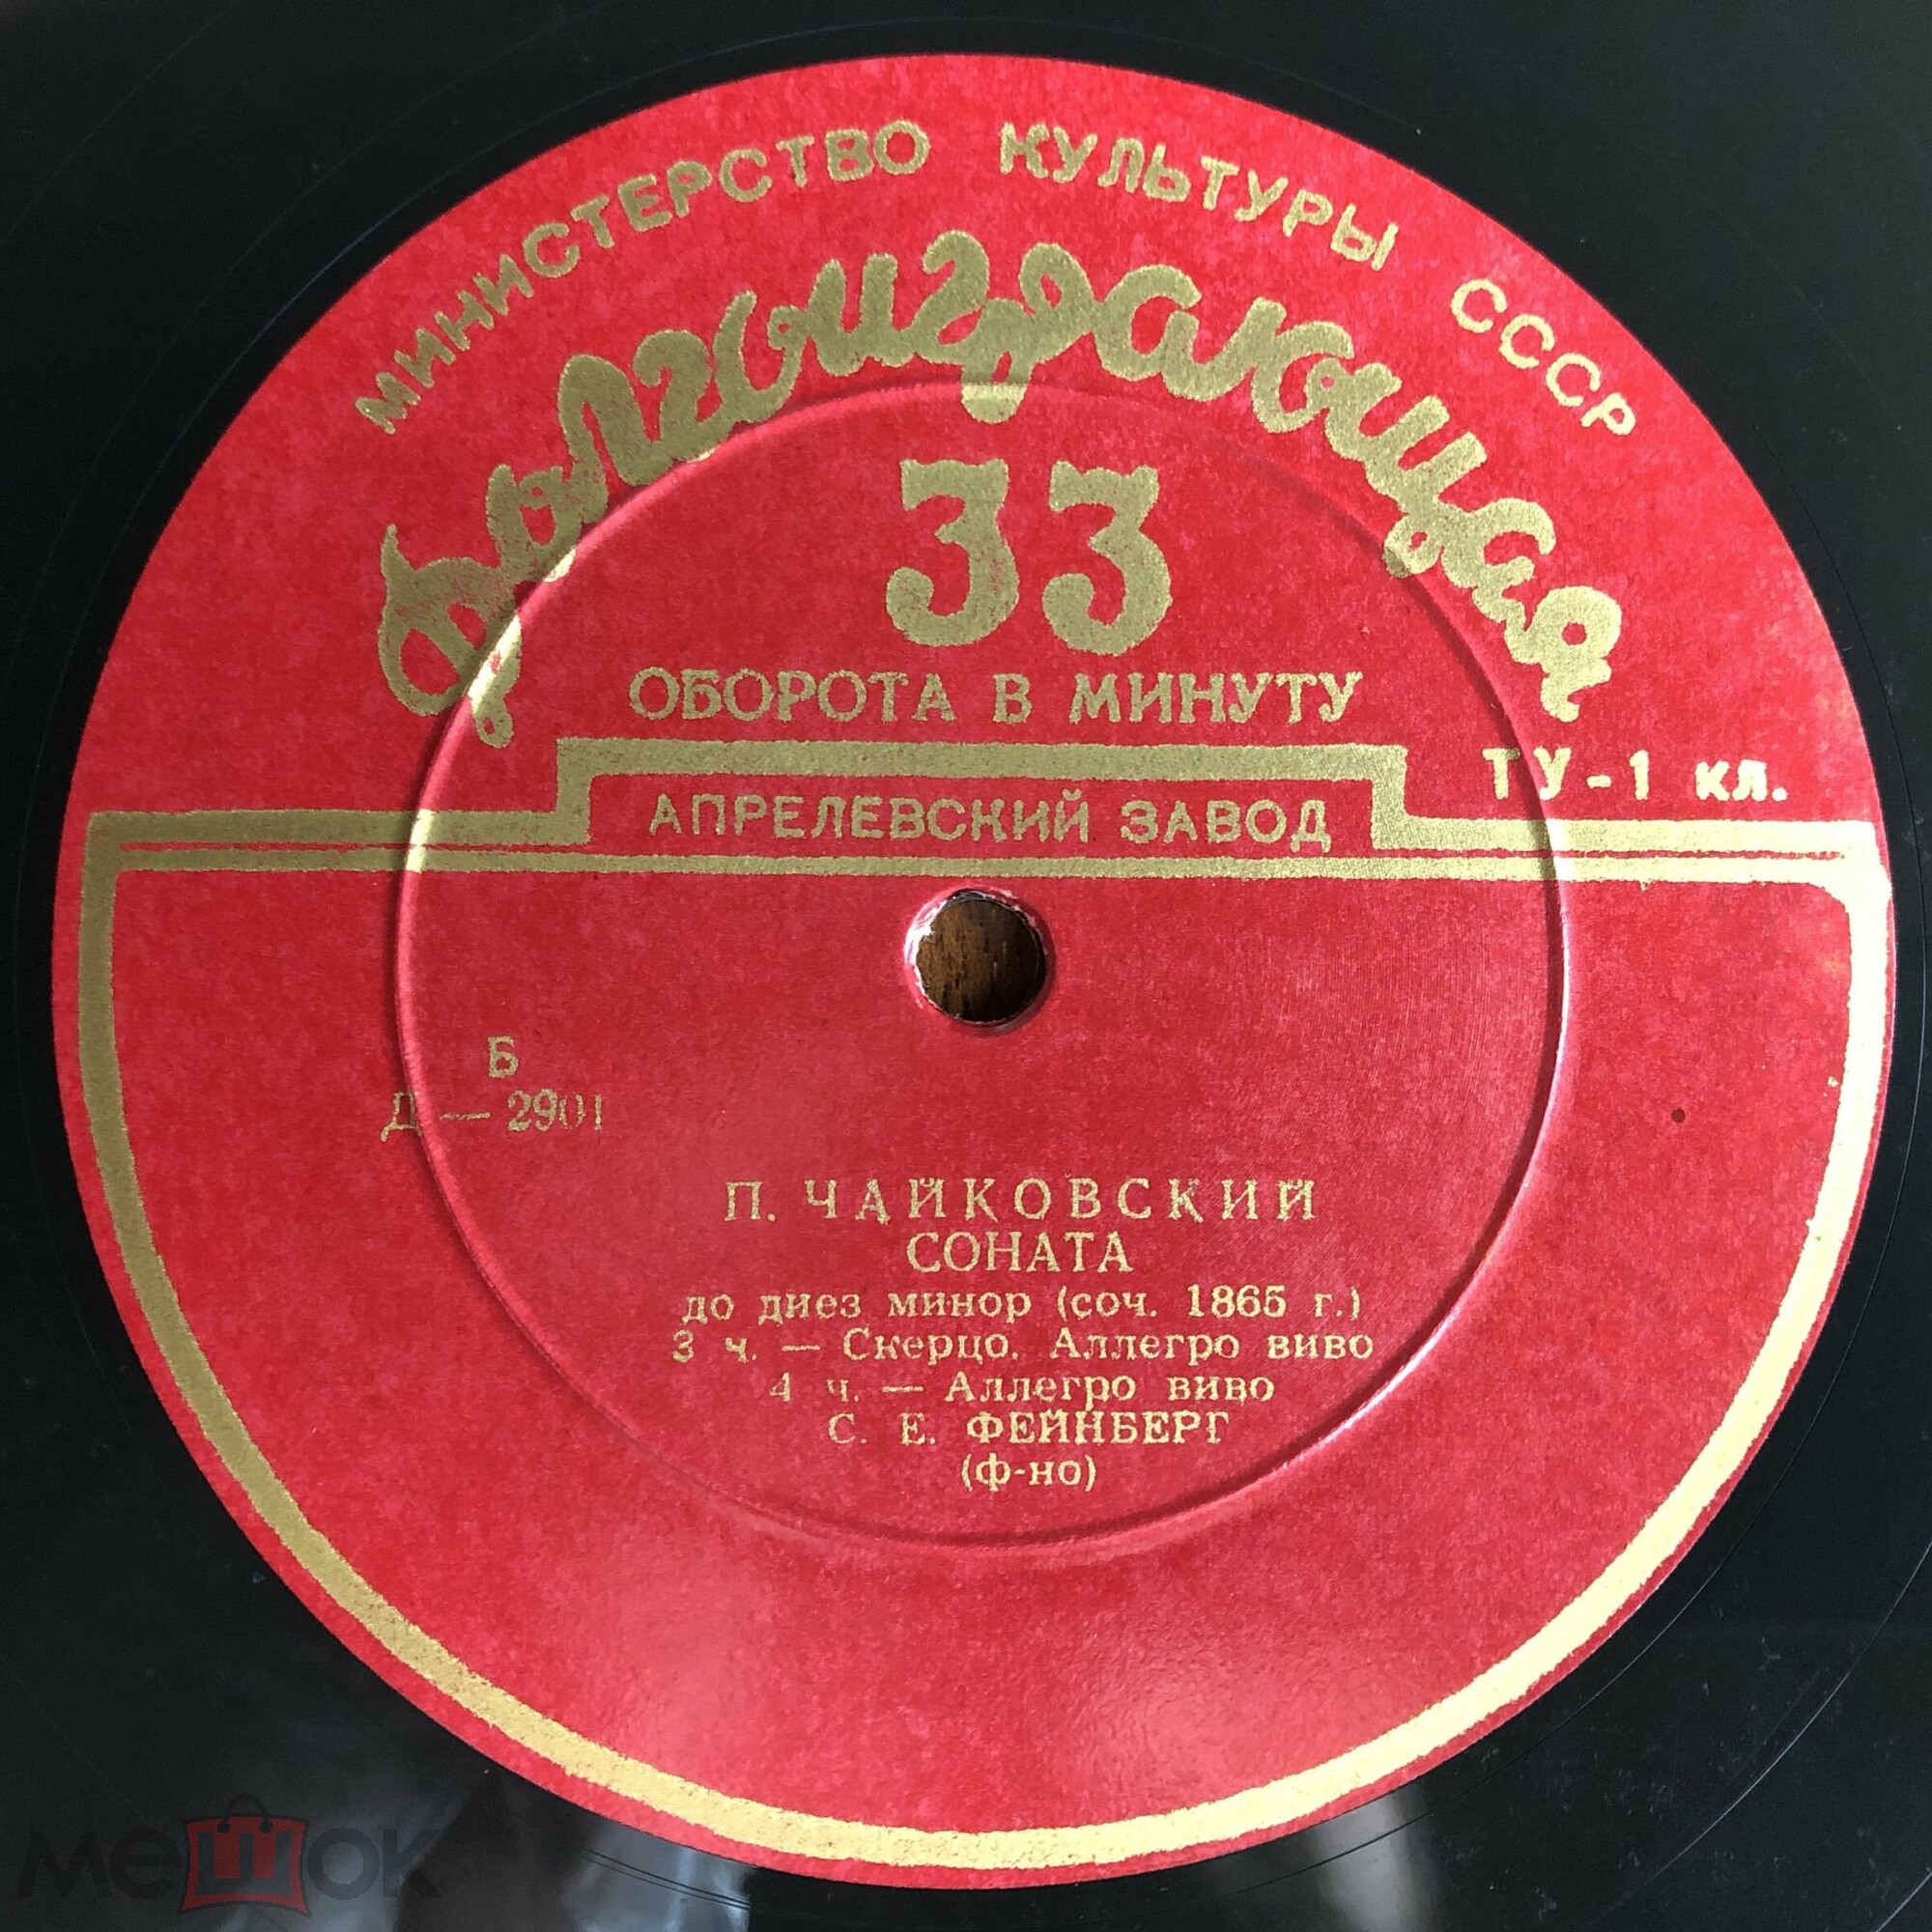 МИНИСТЕРСТВО КУЛЬТУРЫ СССР
Долгоиграющая
33
ОБОРОТА В МИНУТУ
ТУ-1 кл.
АПРЕЛЕВСКИЙ ЗАВОД
Б
Д — 2901
П. ЧАЙКОВСКИЙ
СОНАТА
до диез минор (соч. 1865 г.)
3 ч. — Скерцо. Аллегро виво
4 ч. — Аллегро виво
С. Е. ФЕЙНБЕРГ
(ф-но)
мешок